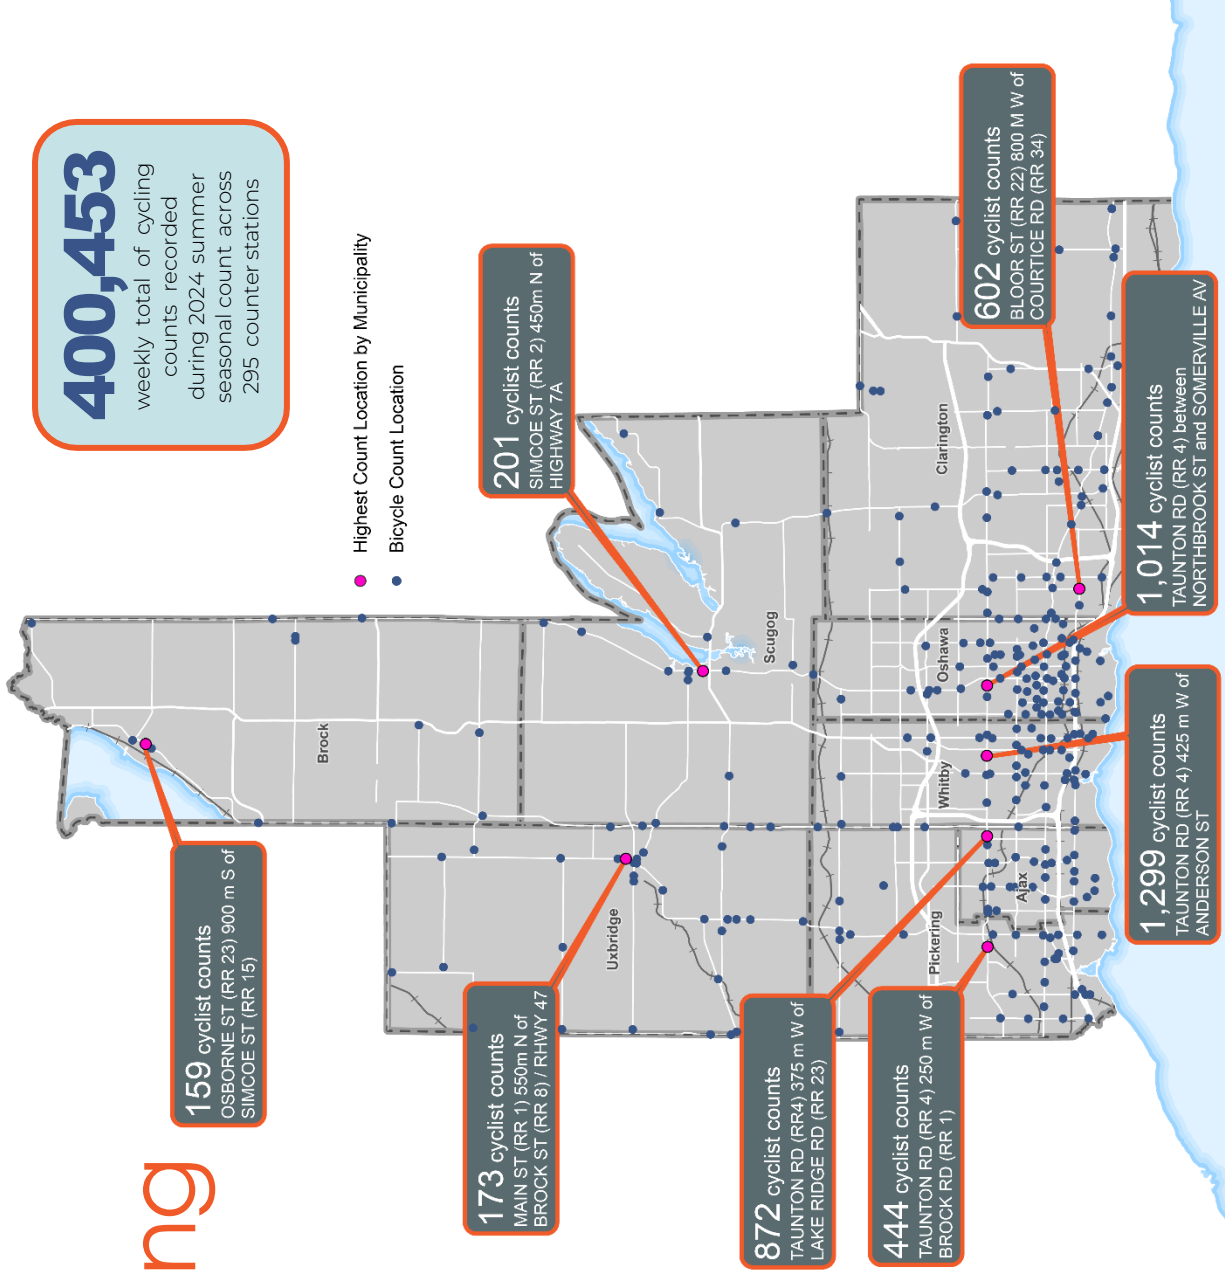 ng
400,453
weekly total of cycling
counts recorded
during 2024 summer
seasonal count across
295 counter stations
Highest Count Location by Municipality
Bicycle Count Location
159 cyclist counts
OSBORNE ST (RR 23) 900 m S of
SIMCOE ST (RR 15)
173 cyclist counts
MAIN ST (RR 1) 550m N of
BROCK ST (RR 8) / RHWY 47
201 cyclist counts
SIMCOE ST (RR 2) 450m N of
HIGHWAY 7A
872 cyclist counts
TAUNTON RD (RR4) 375 m W of
LAKE RIDGE RD (RR 23)
444 cyclist counts
TAUNTON RD (RR 4) 250 m W of
BROCK RD (RR 1)
602 cyclist counts
BLOOR ST (RR 22) 800 M W of
COURTICE RD (RR 34)
1,014 cyclist counts
TAUNTON RD (RR 4) between
NORTHBROOK ST and SOMERVILLE AV
1,299 cyclist counts
TAUNTON RD (RR 4) 425 m W of
ANDERSON ST
Brock
Uxbridge
Scugog
Pickering
Ajax
Whitby
Oshawa
Clarington